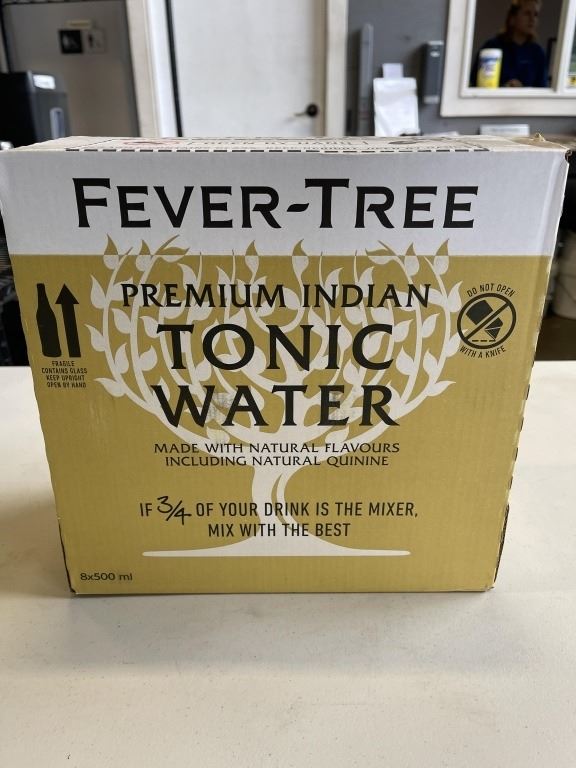 FEVER-TREE
PREMIUM INDIAN
TONIC
WATER
MADE WITH NATURAL FLAVOURS
INCLUDING NATURAL QUININE
IF 3/4 OF YOUR DRINK IS THE MIXER,
MIX WITH THE BEST
8x500 ml
FRAGILE
CONTAINS GLASS
KEEP UPRIGHT
OPEN BY HAND
DO NOT OPEN
WITH A KNIFE